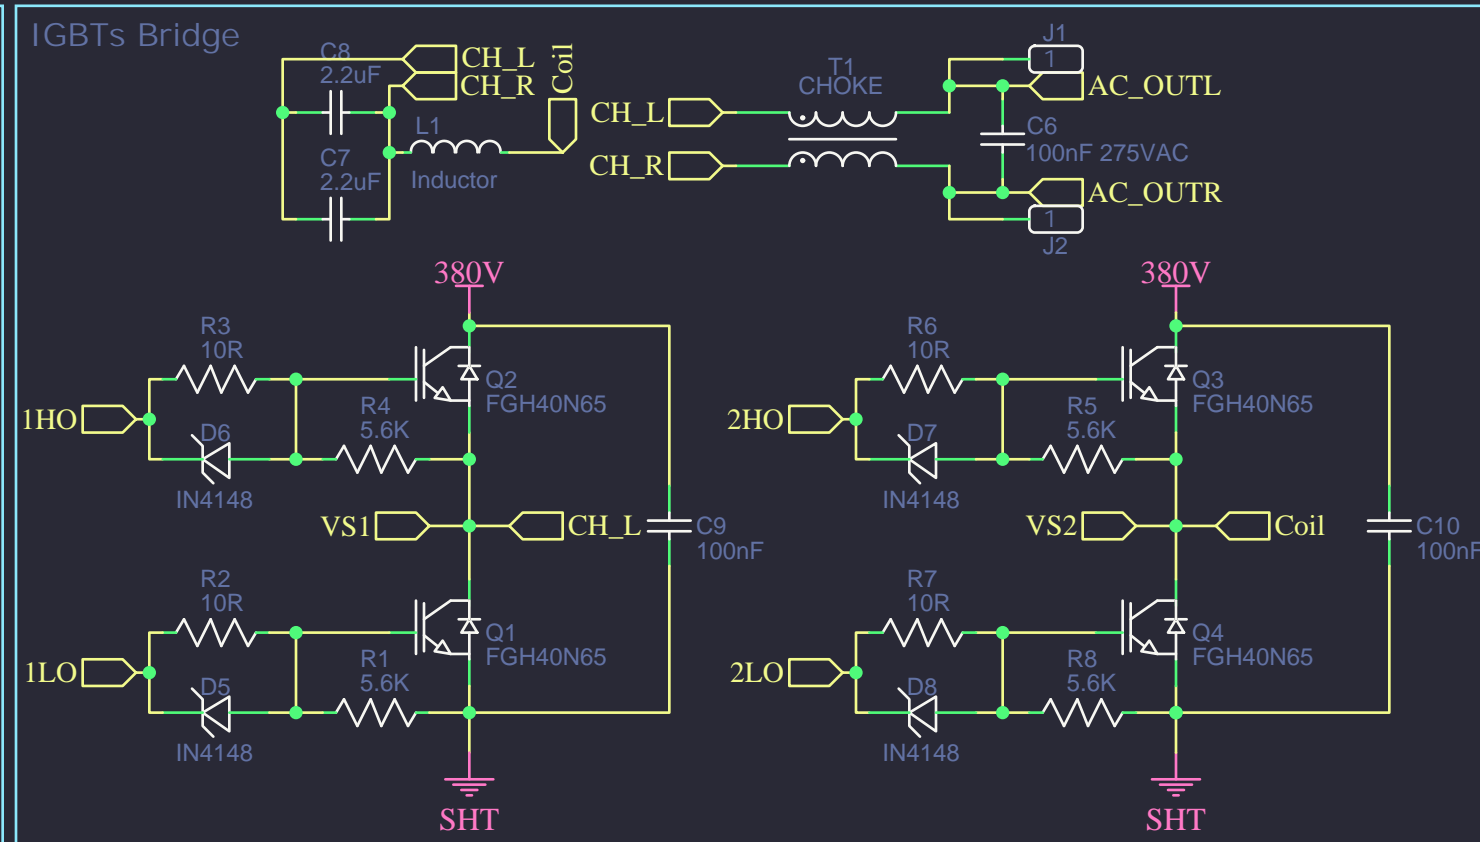 IGBTs Bridge
C8
2.2uF
CH_L
CH_R
Coil
L1
Inductor
C7
2.2uF
CH_L
CH_R
T1
CHOKE
J1
1
AC_OUTL
C6
100nF 275VAC
AC_OUTR
1
J2
380V
R3
10R
Q2
FGH40N65
1HO
R4
5.6K
D6
IN4148
VS1
CH_L
C9
100nF
R2
10R
Q1
FGH40N65
1LO
R1
5.6K
D5
IN4148
SHT
380V
R6
10R
Q3
FGH40N65
2HO
R5
5.6K
D7
IN4148
VS2
Coil
C10
100nF
R7
10R
Q4
FGH40N65
2LO
R8
5.6K
D8
IN4148
SHT